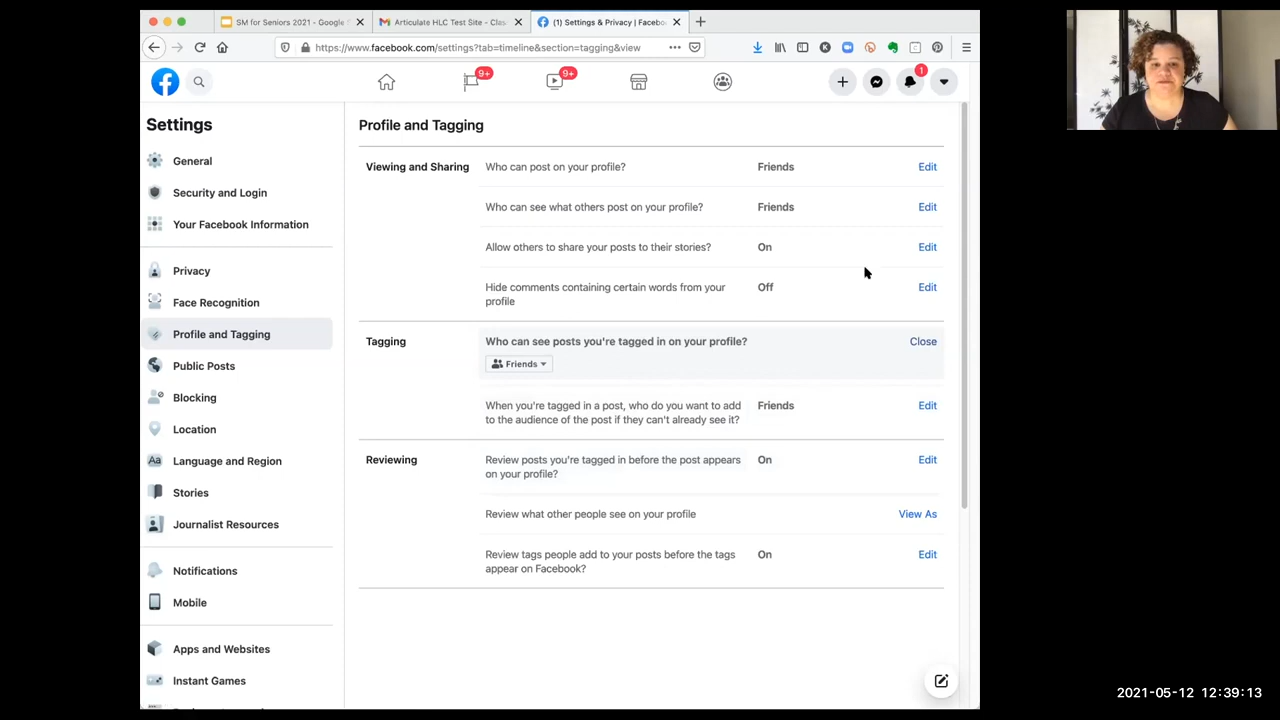 SM for Seniors 2021 - Google S
Articulate HLC Test Site - Clas
(1) Settings & Privacy | Faceboo
https://www.facebook.com/settings?tab=timeline&section=tagging&view
9+
9+
1
Settings
General
Security and Login
Your Facebook Information
Privacy
Face Recognition
Profile and Tagging
Public Posts
Blocking
Location
Aa Language and Region
Stories
Journalist Resources
Notifications
Mobile
Apps and Websites
Instant Games
Profile and Tagging
Viewing and Sharing
Who can post on your profile? Friends Edit
Who can see what others post on your profile? Friends Edit
Allow others to share your posts to their stories? On Edit
Hide comments containing certain words from your Off Edit
profile
Tagging
Who can see posts you're tagged in on your profile? Close
Friends
When you're tagged in a post, who do you want to add Friends Edit
to the audience of the post if they can't already see it?
Reviewing
Review posts you're tagged in before the post appears On Edit
on your profile?
Review what other people see on your profile View As
Review tags people add to your posts before the tags On Edit
appear on Facebook?
2021-05-12 12:39:13